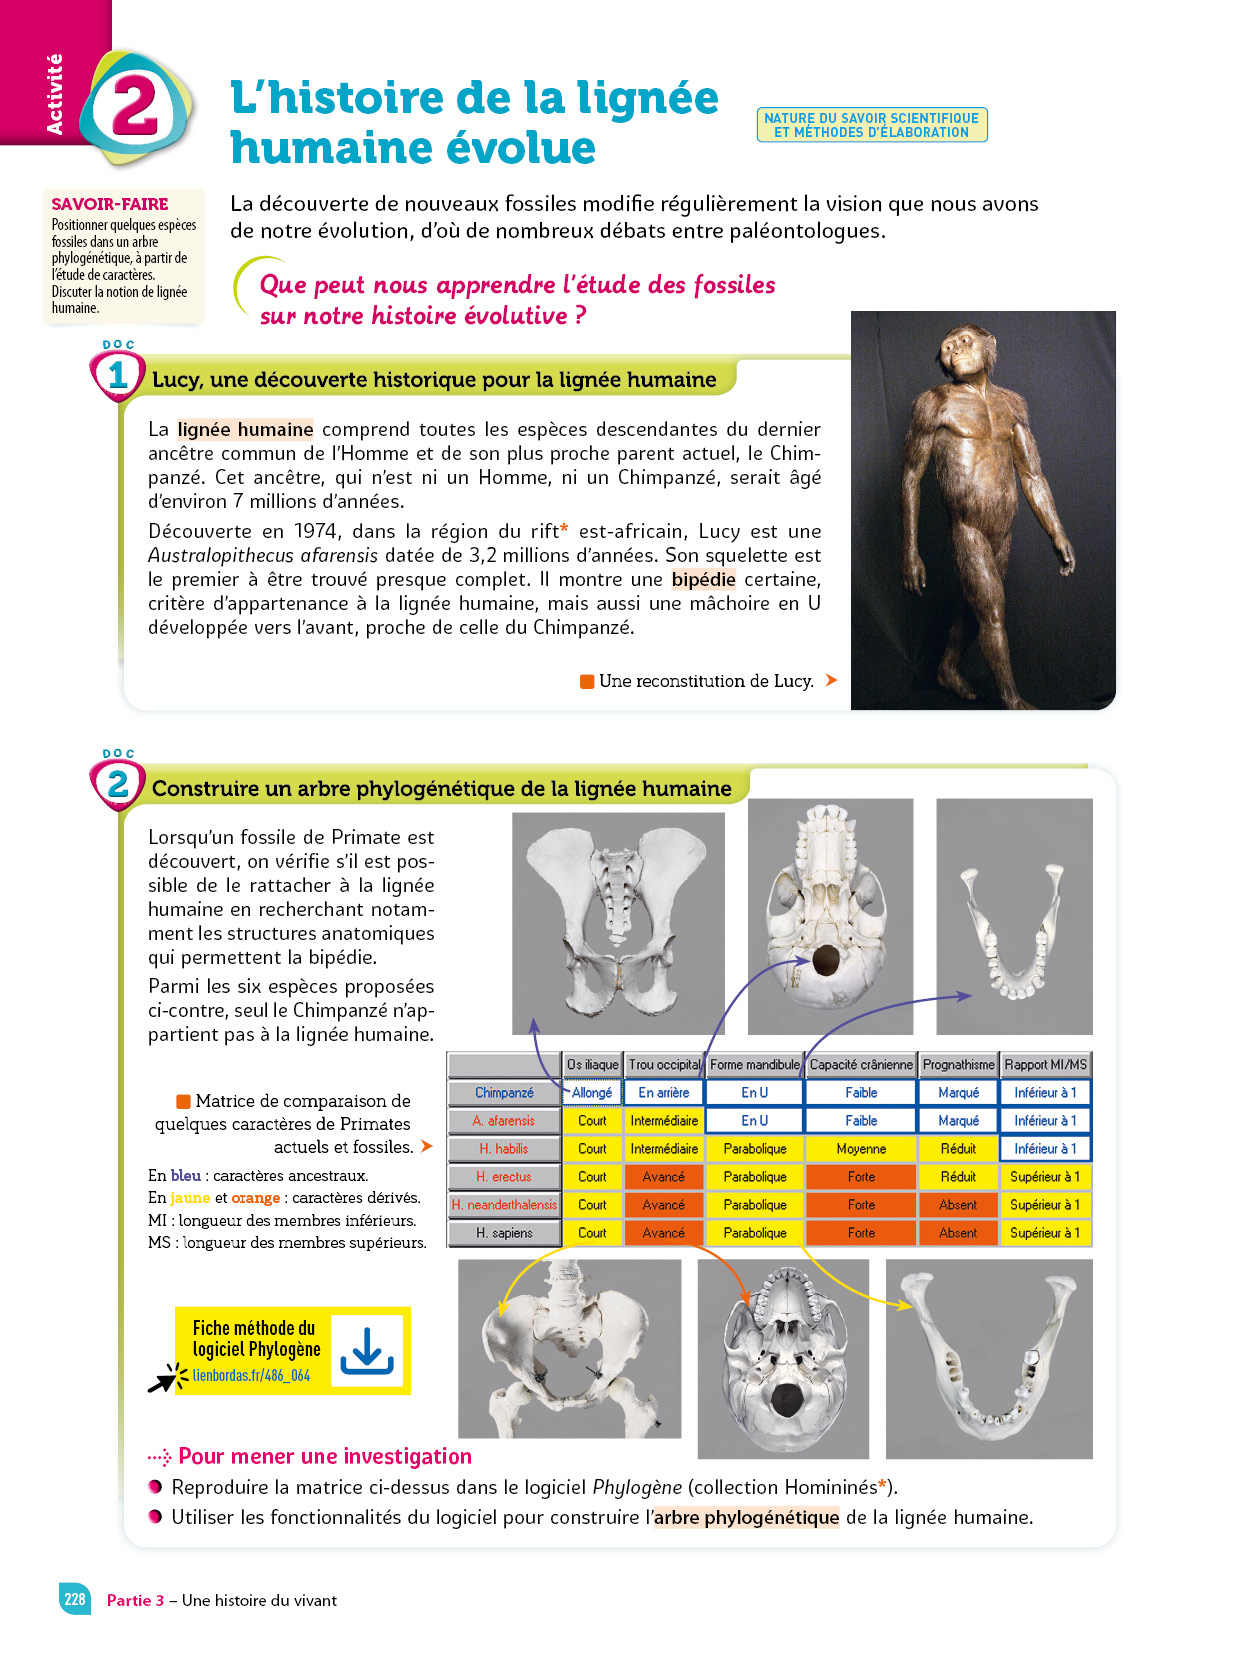 Activité
2
L'histoire de la lignée
humaine évolue
NATURE DU SAVOIR SCIENTIFIQUE
ET MÉTHODES D'ÉLABORATION
SAVOIR-FAIRE
Positionner quelques espèces
fossiles dans un arbre
phylogénétique, à partir de
l'étude de caractères.
Discuter la notion de lignée
humaine.
La découverte de nouveaux fossiles modifie régulièrement la vision que nous avons
de notre évolution, d'où de nombreux débats entre paléontologues.
Que peut nous apprendre l'étude des fossiles
sur notre histoire évolutive ?
DOC
1 Lucy, une découverte historique pour la lignée humaine
La lignée humaine comprend toutes les espèces descendantes du dernier
ancêtre commun de l'Homme et de son plus proche parent actuel, le Chim-
panzé. Cet ancêtre, qui n'est ni un Homme, ni un Chimpanzé, serait âgé
d'environ 7 millions d'années.
Découverte en 1974, dans la région du rift* est-africain, Lucy est une
Australopithecus afarensis datée de 3,2 millions d'années. Son squelette est
le premier à être trouvé presque complet. Il montre une bipédie certaine,
critère d'appartenance à la lignée humaine, mais aussi une mâchoire en U
développée vers l'avant, proche de celle du Chimpanzé.
Une reconstitution de Lucy.
DOC
2 Construire un arbre phylogénétique de la lignée humaine
Lorsqu'un fossile de Primate est
découvert, on vérifie s'il est pos-
sible de le rattacher à la lignée
humaine en recherchant notam-
ment les structures anatomiques
qui permettent la bipédie.
Parmi les six espèces proposées
ci-contre, seul le Chimpanzé n'ap-
partient pas à la lignée humaine.
Matrice de comparaison de
quelques caractères de Primates
actuels et fossiles.
En bleu : caractères ancestraux.
En jaune et orange : caractères dérivés.
MI : longueur des membres inférieurs.
MS : longueur des membres supérieurs.
Os iliaque Trou occipital Forme mandibule Capacité crânienne Prognathisme Rapport MI/MS
Chimpanzé Allongé En arrière En U Faible Marqué Inférieur à 1
A. afarensis Court Intermédiaire En U Faible Marqué Inférieur à 1
H. habilis Court Intermédiaire Parabolique Moyenne Réduit Inférieur à 1
H. erectus Court Avancé Parabolique Forte Réduit Supérieur à 1
H. neanderthalensis Court Avancé Parabolique Forte Absent Supérieur à 1
H. sapiens Court Avancé Parabolique Forte Absent Supérieur à 1
Fiche méthode du
logiciel Phylogène
lienbordas.fr/486_064
Pour mener une investigation
Reproduire la matrice ci-dessus dans le logiciel Phylogène (collection Homininés*).
Utiliser les fonctionnalités du logiciel pour construire l'arbre phylogénétique de la lignée humaine.
228 Partie 3 – Une histoire du vivant